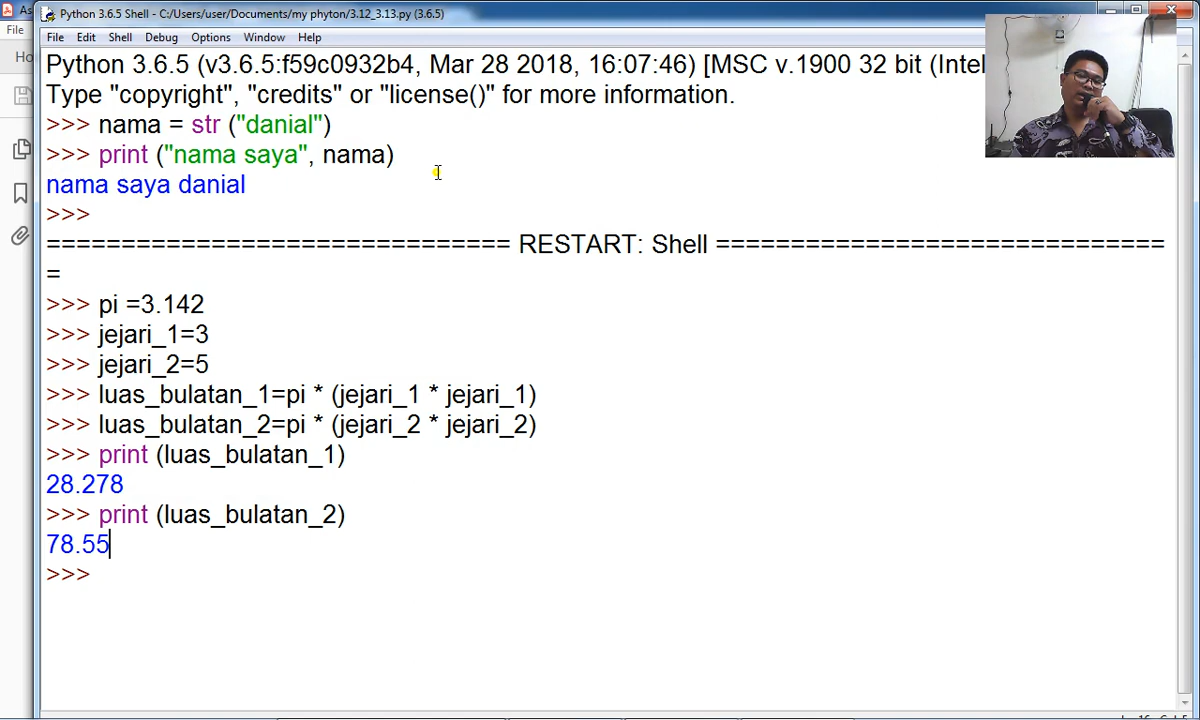 Python 3.6.5 Shell - C:/Users/user/Documents/my phyton/3.12_3.13.py (3.6.5)
File
File Edit Shell Debug Options Window Help
Python 3.6.5 (v3.6.5:f59c0932b4, Mar 28 2018, 16:07:46) [MSC v.1900 32 bit (Intel
Type "copyright", "credits" or "license()" for more information.
>>> nama = str ("danial")
>>> print ("nama saya", nama)
nama saya danial
>>>
=============================== RESTART: Shell ==============================
=
>>> pi =3.142
>>> jejari_1=3
>>> jejari_2=5
>>> luas_bulatan_1=pi * (jejari_1 * jejari_1)
>>> luas_bulatan_2=pi * (jejari_2 * jejari_2)
>>> print (luas_bulatan_1)
28.278
>>> print (luas_bulatan_2)
78.55
>>>